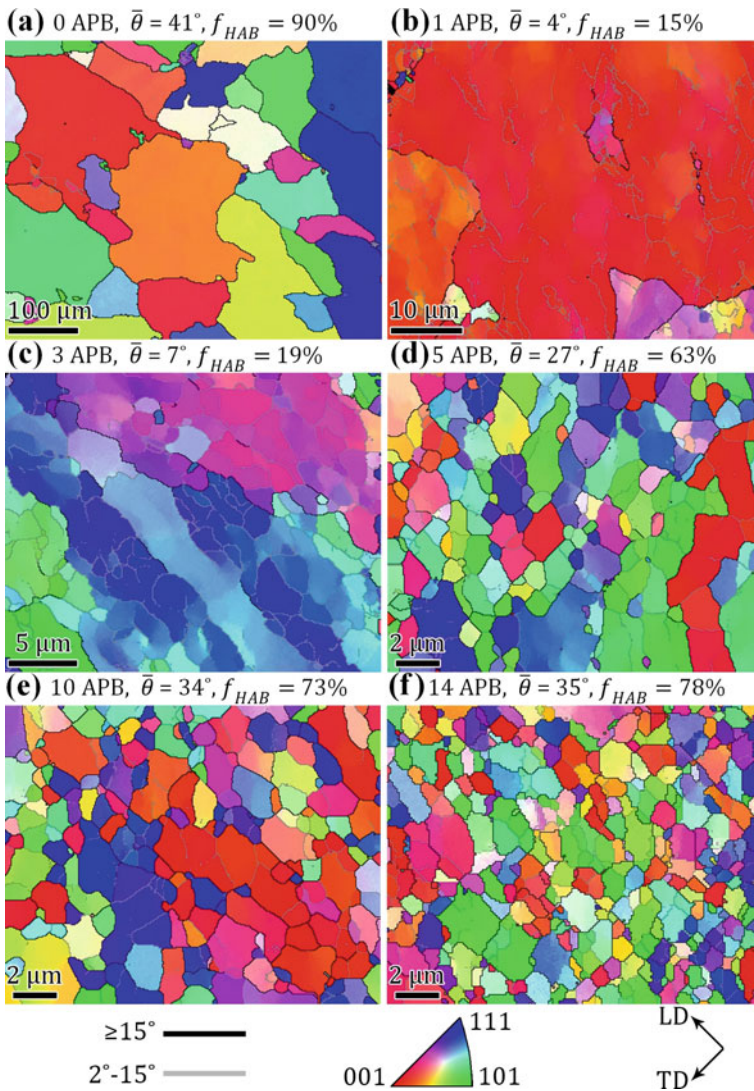 (a) 0 APB, θ̄ = 41°, f_HAB = 90%
(b) 1 APB, θ̄ = 4°, f_HAB = 15%
100 μm
10 μm
(c) 3 APB, θ̄ = 7°, f_HAB = 19%
(d) 5 APB, θ̄ = 27°, f_HAB = 63%
5 μm
2 μm
(e) 10 APB, θ̄ = 34°, f_HAB = 73%
(f) 14 APB, θ̄ = 35°, f_HAB = 78%
2 μm
2 μm
≥15°
2°-15°
111
001
101
LD
TD